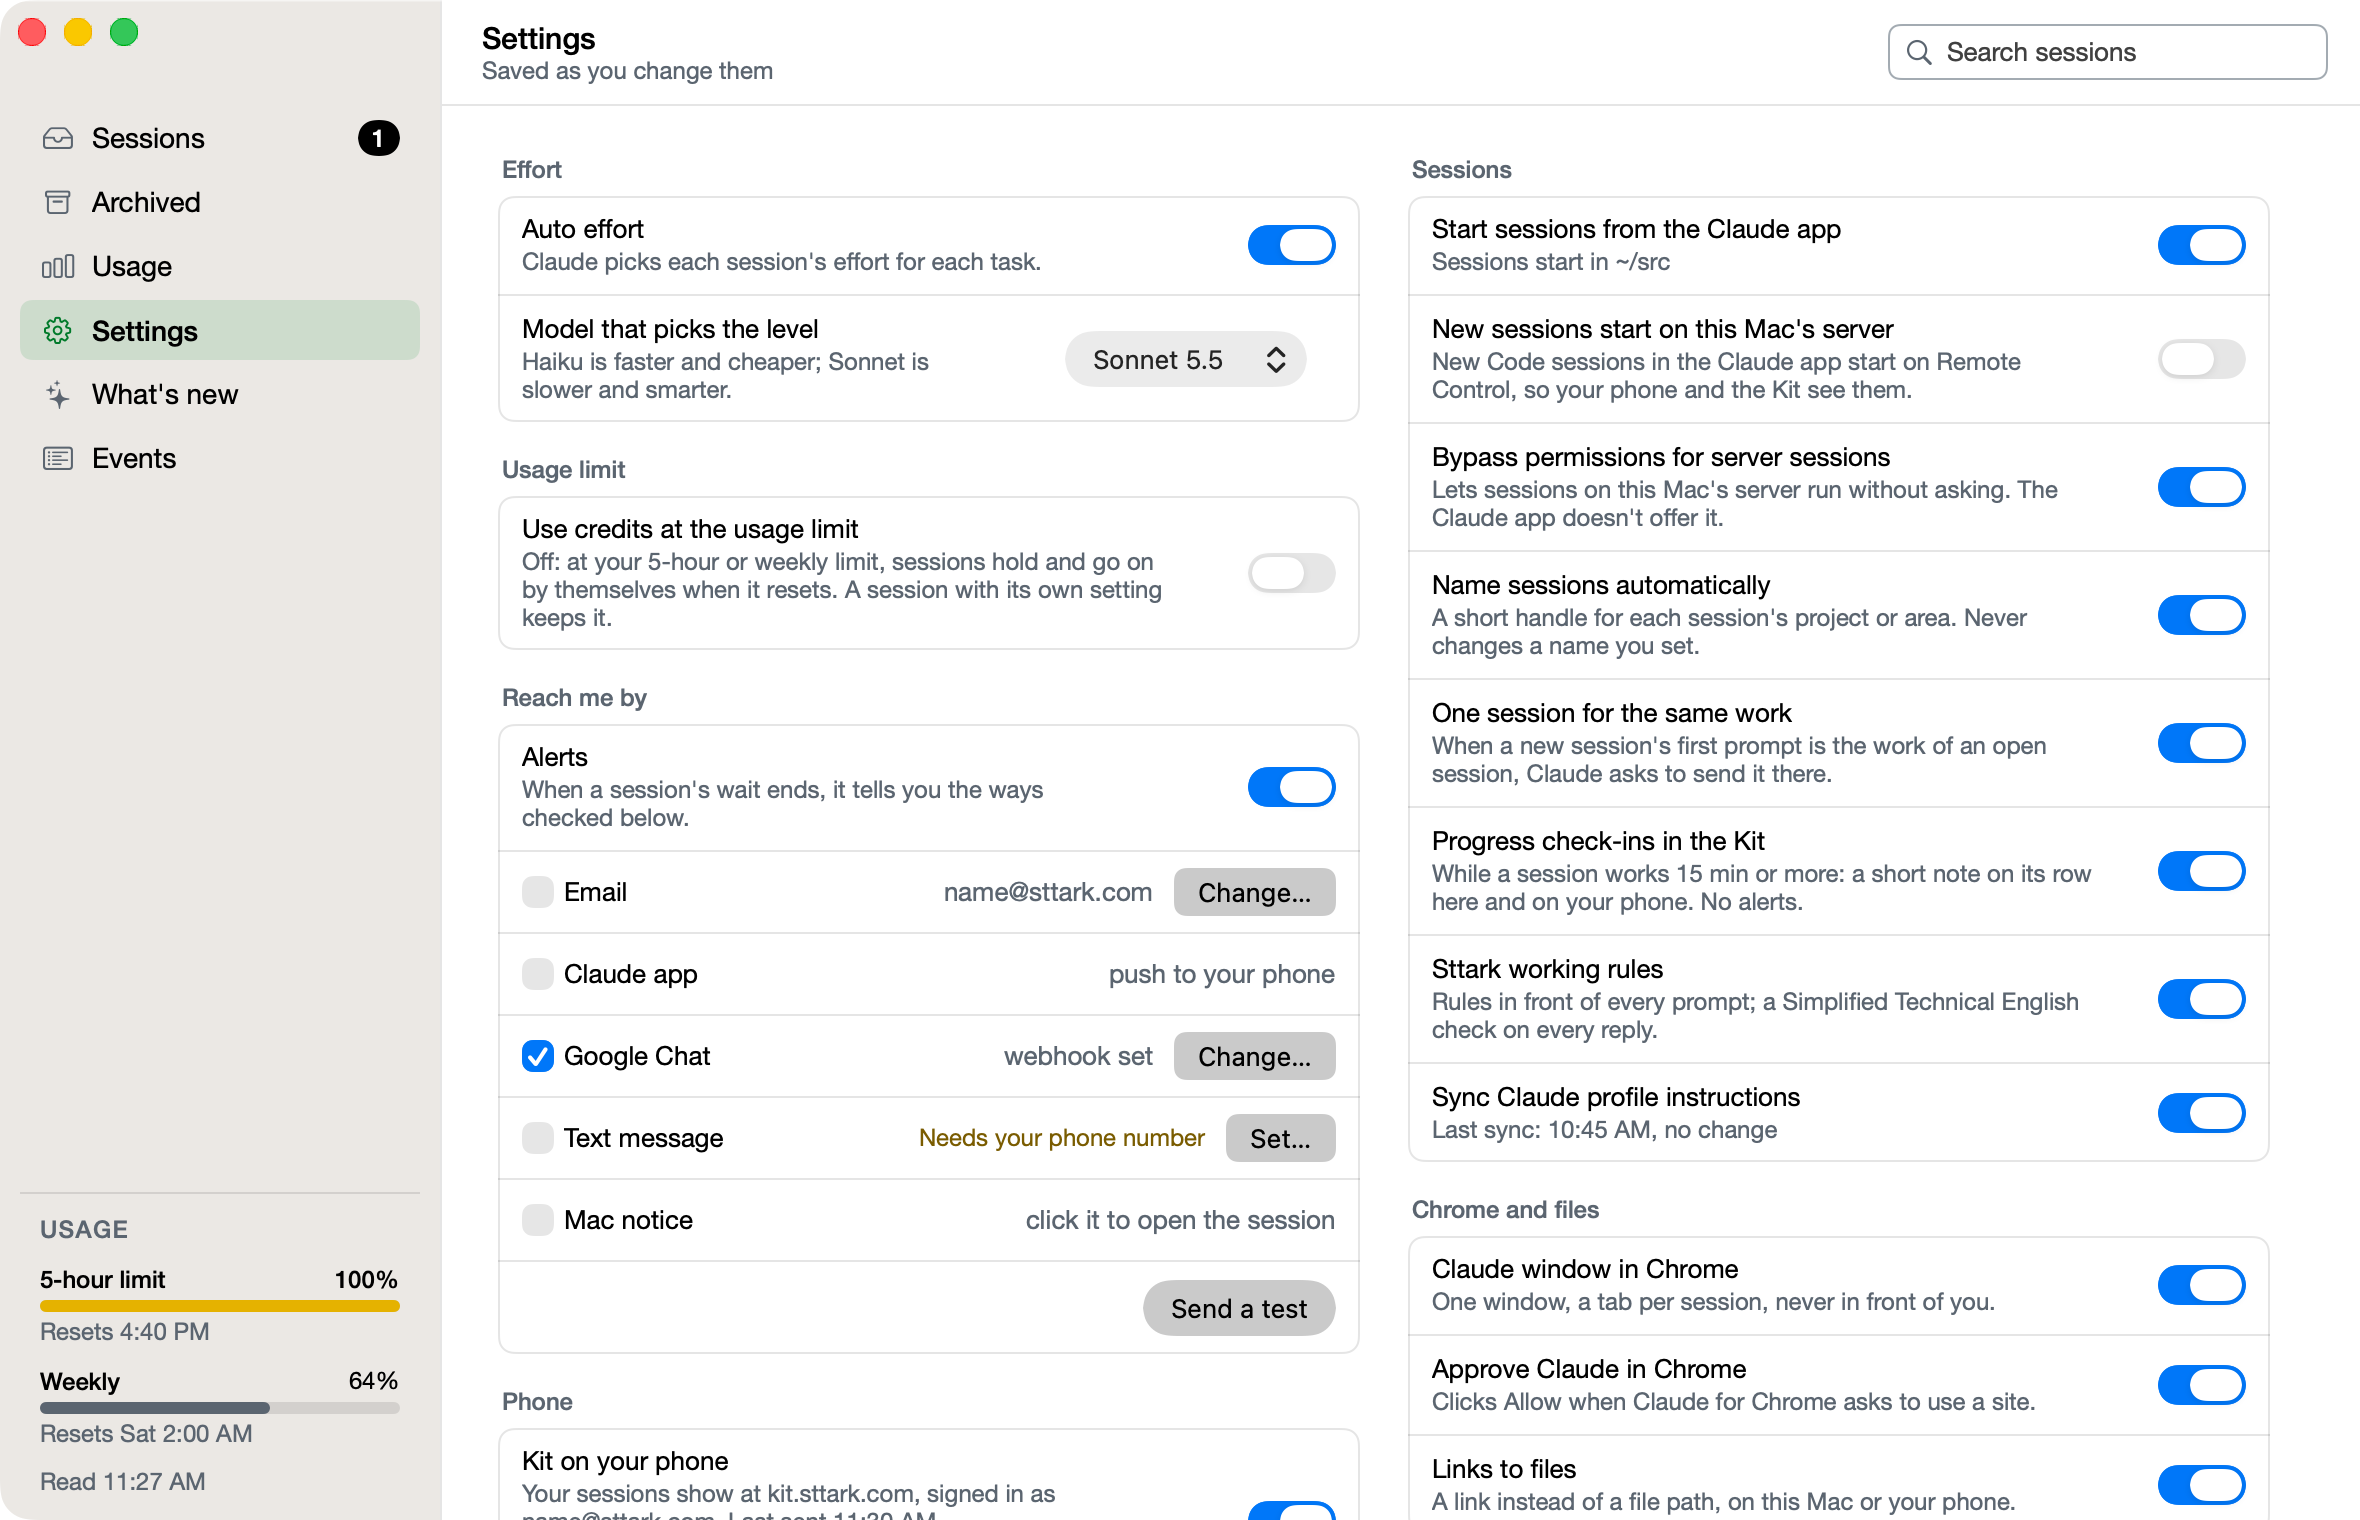 Settings
Saved as you change them
Search sessions
Sessions
1
Archived
Usage
Settings
What's new
Events
USAGE
5-hour limit 100%
Resets 4:40 PM
Weekly 64%
Resets Sat 2:00 AM
Read 11:27 AM
Effort
Auto effort
Claude picks each session's effort for each task.
Model that picks the level
Haiku is faster and cheaper; Sonnet is
slower and smarter.
Sonnet 5.5
Usage limit
Use credits at the usage limit
Off: at your 5-hour or weekly limit, sessions hold and go on
by themselves when it resets. A session with its own setting
keeps it.
Reach me by
Alerts
When a session's wait ends, it tells you the ways
checked below.
Email name@sttark.com Change...
Claude app push to your phone
Google Chat webhook set Change...
Text message Needs your phone number Set...
Mac notice click it to open the session
Send a test
Phone
Kit on your phone
Your sessions show at kit.sttark.com, signed in as
name@sttark.com. Last sent 11:30 AM
Sessions
Start sessions from the Claude app
Sessions start in ~/src
New sessions start on this Mac's server
New Code sessions in the Claude app start on Remote
Control, so your phone and the Kit see them.
Bypass permissions for server sessions
Lets sessions on this Mac's server run without asking. The
Claude app doesn't offer it.
Name sessions automatically
A short handle for each session's project or area. Never
changes a name you set.
One session for the same work
When a new session's first prompt is the work of an open
session, Claude asks to send it there.
Progress check-ins in the Kit
While a session works 15 min or more: a short note on its row
here and on your phone. No alerts.
Sttark working rules
Rules in front of every prompt; a Simplified Technical English
check on every reply.
Sync Claude profile instructions
Last sync: 10:45 AM, no change
Chrome and files
Claude window in Chrome
One window, a tab per session, never in front of you.
Approve Claude in Chrome
Clicks Allow when Claude for Chrome asks to use a site.
Links to files
A link instead of a file path, on this Mac or your phone.